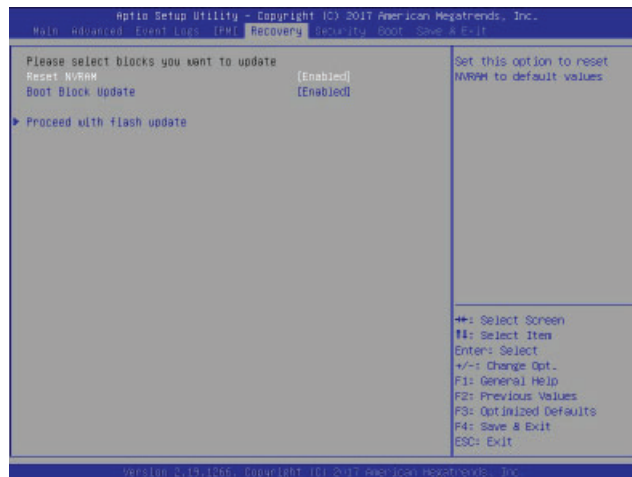 Aptio Setup Utility - Copyright (C) 2017 American Megatrends, Inc.
Main Advanced Event Logs IPMI Recovery Security Boot Save & Exit
Please select blocks you want to update
Reset NVRAM [Enabled]
Boot Block Update [Enabled]
▶ Proceed with flash update
Set this option to reset
NVRAM to default values
→←: Select Screen
↑↓: Select Item
Enter: Select
+/-: Change Opt.
F1: General Help
F2: Previous Values
F3: Optimized Defaults
F4: Save & Exit
ESC: Exit
Version 2.19.1266. Copyright (C) 2017 American Megatrends, Inc.